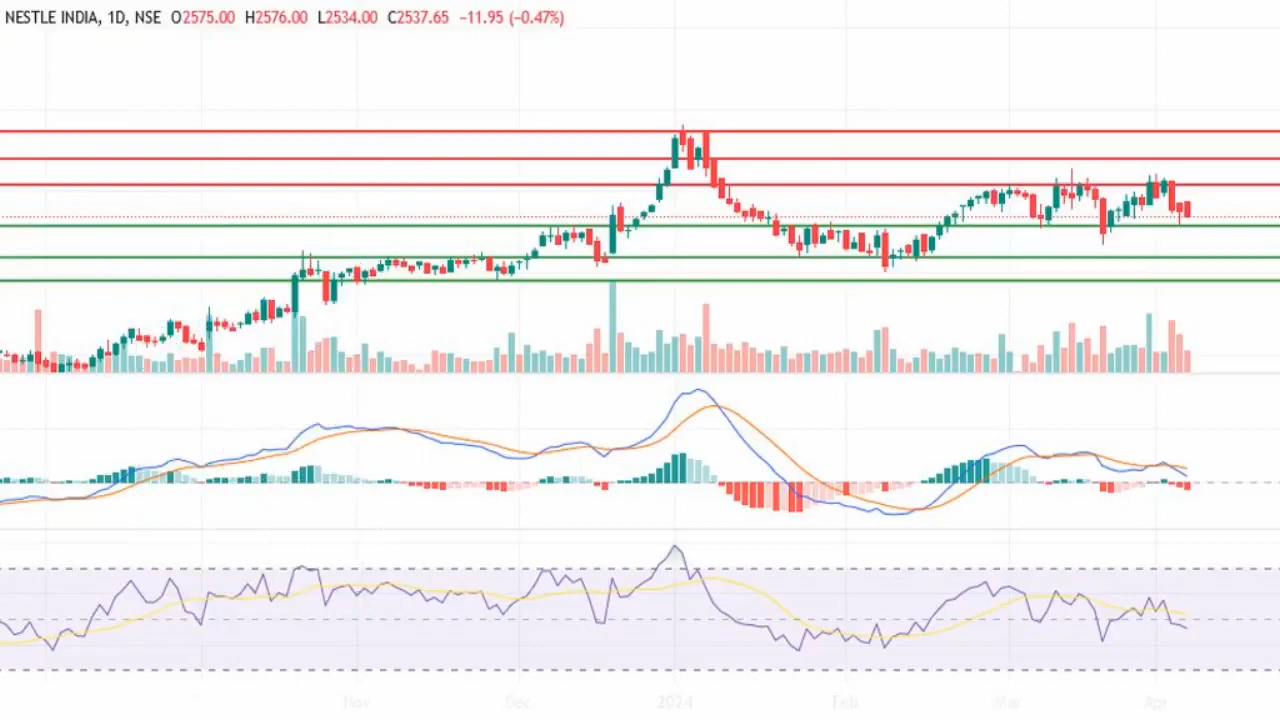 NESTLE INDIA, 1D, NSE O2575.00 H2576.00 L2534.00 C2537.65 −11.95 (−0.47%)
Nov Dec 2024 Feb Mar Apr